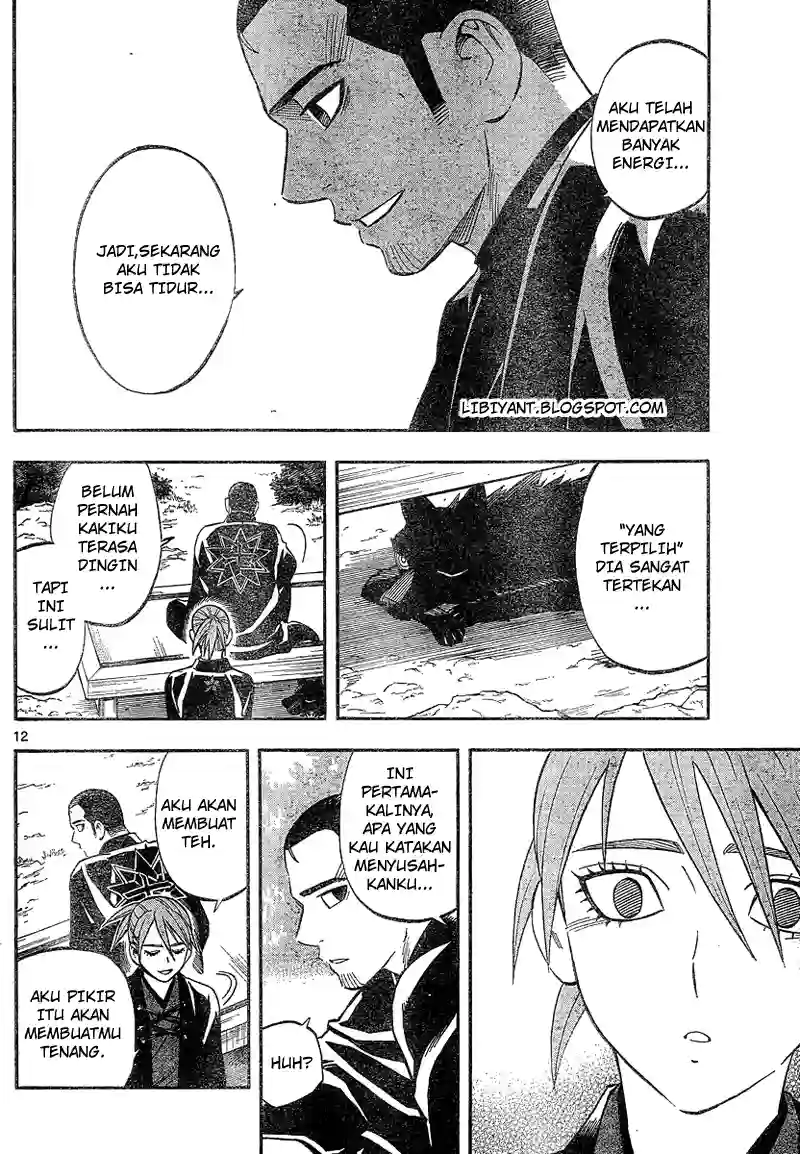 AKU TELAH
MENDAPATKAN
BANYAK
ENERGI...
JADI,SEKARANG
AKU TIDAK
BISA TIDUR...
LIBIYANT.BLOGSPOT.COM
BELUM
PERNAH
KAKIKU
TERASA
DINGIN
...
TAPI
INI
SULIT
...
“YANG
TERPILIH”
DIA SANGAT
TERTEKAN
...
12
AKU AKAN
MEMBUAT
TEH.
AKU PIKIR
ITU AKAN
MEMBUATMU
TENANG.
INI
PERTAMA-
KALINYA,
APA YANG
KAU KATAKAN
MENYUSAH-
KANKU...
HUH?